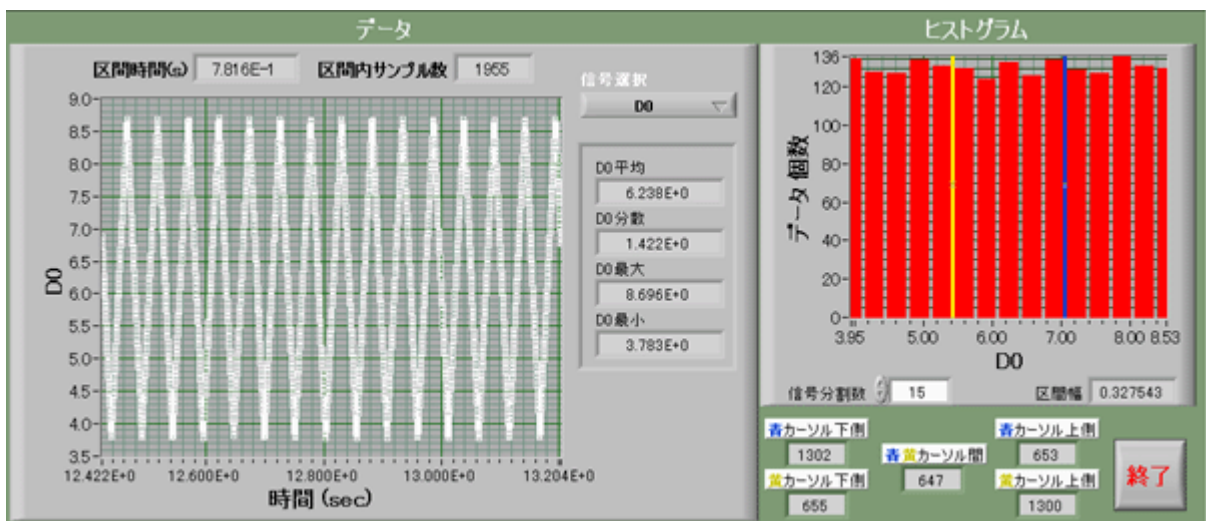 データ
区間時間(s) 7.816E-1 区間内サンプル数 1955
D0
9.0
8.5
8.0
7.5
7.0
6.5
6.0
5.5
5.0
4.5
4.0
3.5
12.422E+0 12.600E+0 12.800E+0 13.000E+0 13.204E+0
時間 (sec)
信号選択
D0
D0平均
6.238E+0
D0分散
1.422E+0
D0最大
8.696E+0
D0最小
3.783E+0
ヒストグラム
データ個数
136
120
100
80
60
40
20
0
3.95 5.00 6.00 7.00 8.00 8.53
D0
信号分割数 15 区間幅 0.327543
青カーソル下側
1302
黄カーソル下側
655
青黄カーソル間
647
青カーソル上側
653
黄カーソル上側
1300
終了